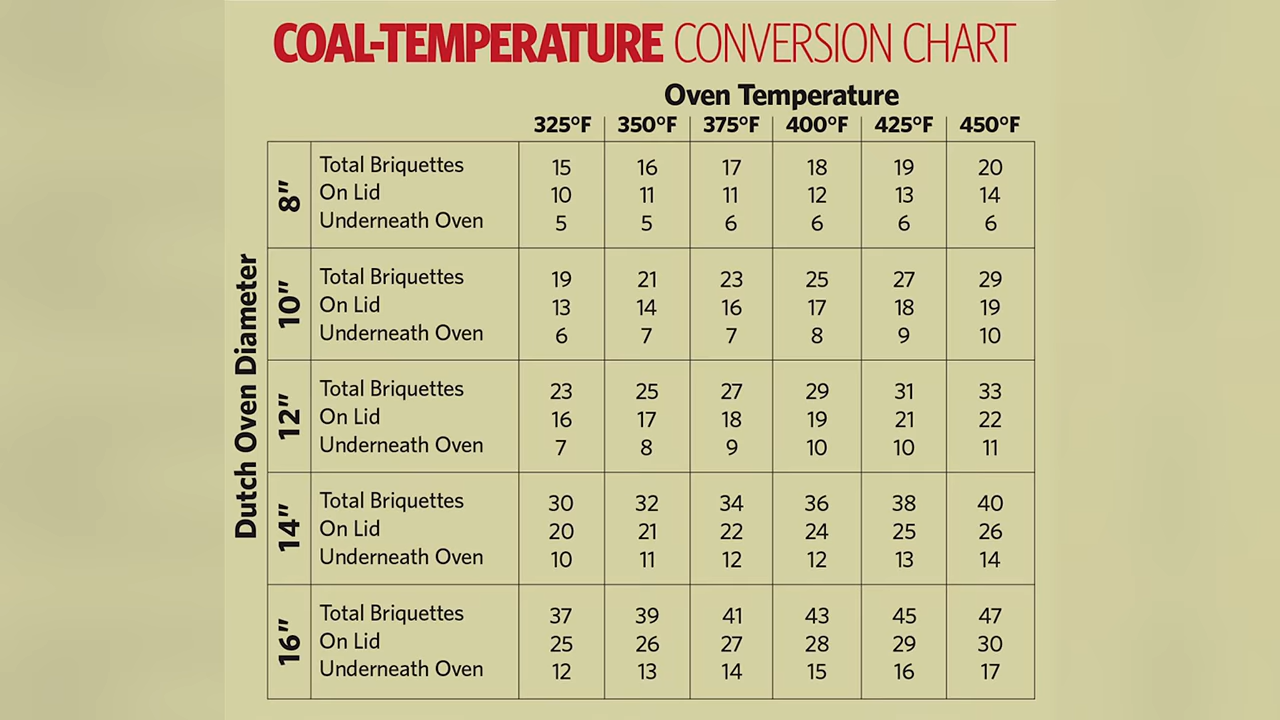 COAL-TEMPERATURE CONVERSION CHART
Oven Temperature
325°F 350°F 375°F 400°F 425°F 450°F
Dutch Oven Diameter
8"
Total Briquettes 15 16 17 18 19 20
On Lid 10 11 11 12 13 14
Underneath Oven 5 5 6 6 6 6
10"
Total Briquettes 19 21 23 25 27 29
On Lid 13 14 16 17 18 19
Underneath Oven 6 7 7 8 9 10
12"
Total Briquettes 23 25 27 29 31 33
On Lid 16 17 18 19 21 22
Underneath Oven 7 8 9 10 10 11
14"
Total Briquettes 30 32 34 36 38 40
On Lid 20 21 22 24 25 26
Underneath Oven 10 11 12 12 13 14
16"
Total Briquettes 37 39 41 43 45 47
On Lid 25 26 27 28 29 30
Underneath Oven 12 13 14 15 16 17